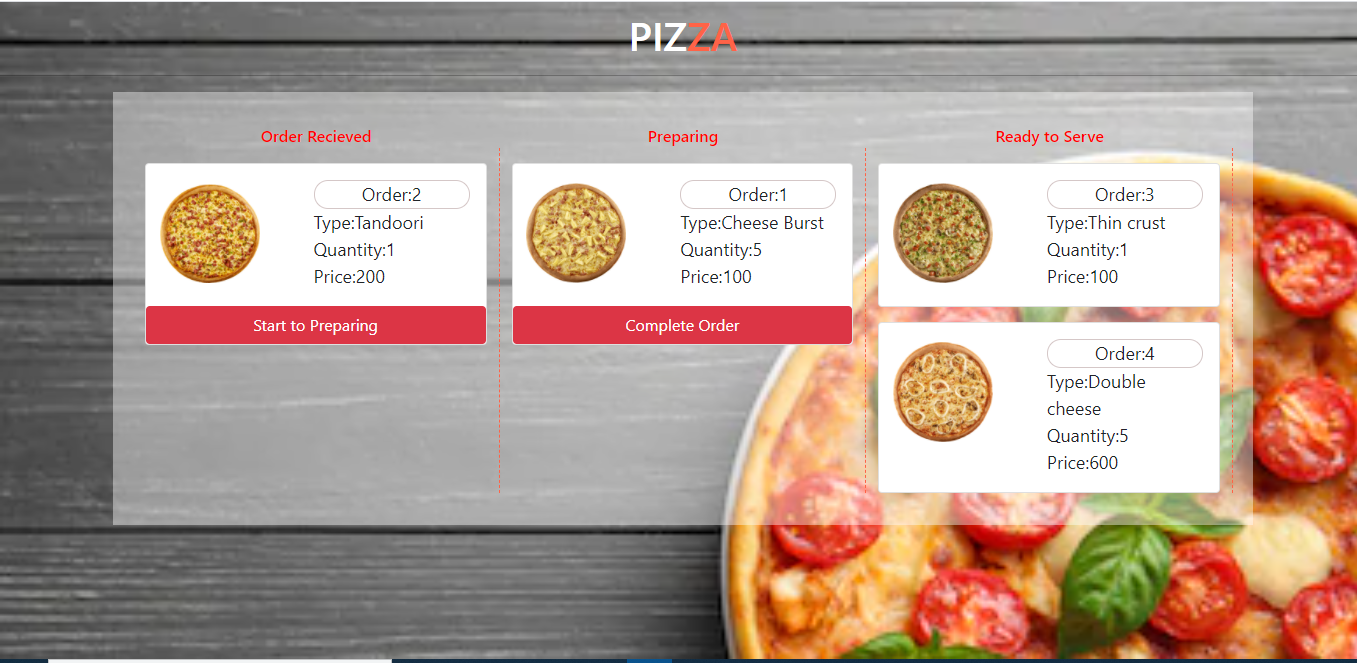 PIZZA
Order Recieved
Order:2
Type:Tandoori
Quantity:1
Price:200
Start to Preparing
Preparing
Order:1
Type:Cheese Burst
Quantity:5
Price:100
Complete Order
Ready to Serve
Order:3
Type:Thin crust
Quantity:1
Price:100
Order:4
Type:Double
cheese
Quantity:5
Price:600